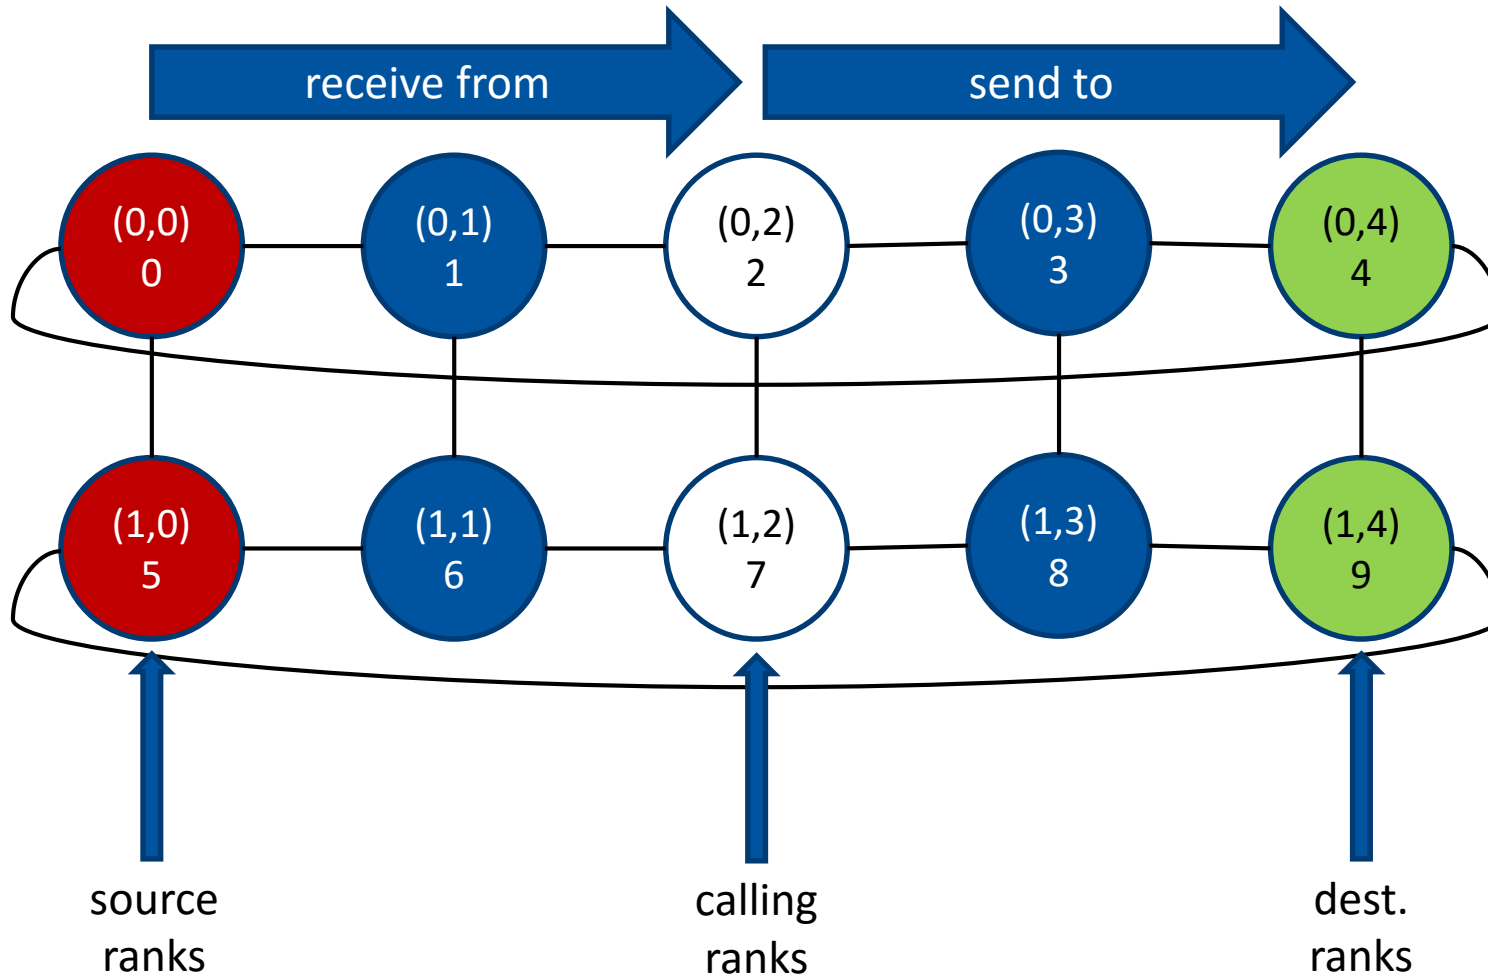 receive from
send to
(0,0)
0
(0,1)
1
(0,2)
2
(0,3)
3
(0,4)
4
(1,0)
5
(1,1)
6
(1,2)
7
(1,3)
8
(1,4)
9
source
ranks
calling
ranks
dest.
ranks